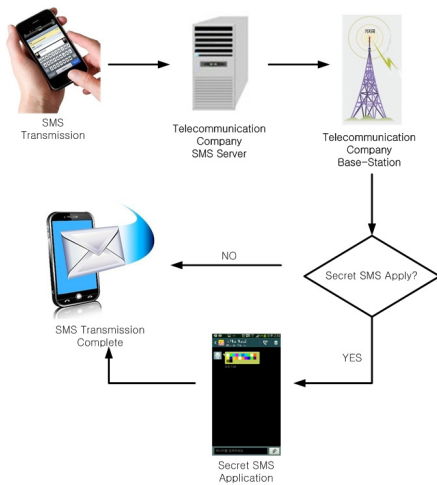 SMS
Transmission
Telecommunication
Company
SMS Server
Telecommunication
Company
Base-Station
Secret SMS Apply?
NO
YES
SMS Transmission
Complete
Secret SMS
Application